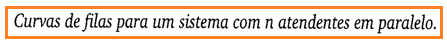 Curvas de filas para um sistema com n atendentes em paralelo.